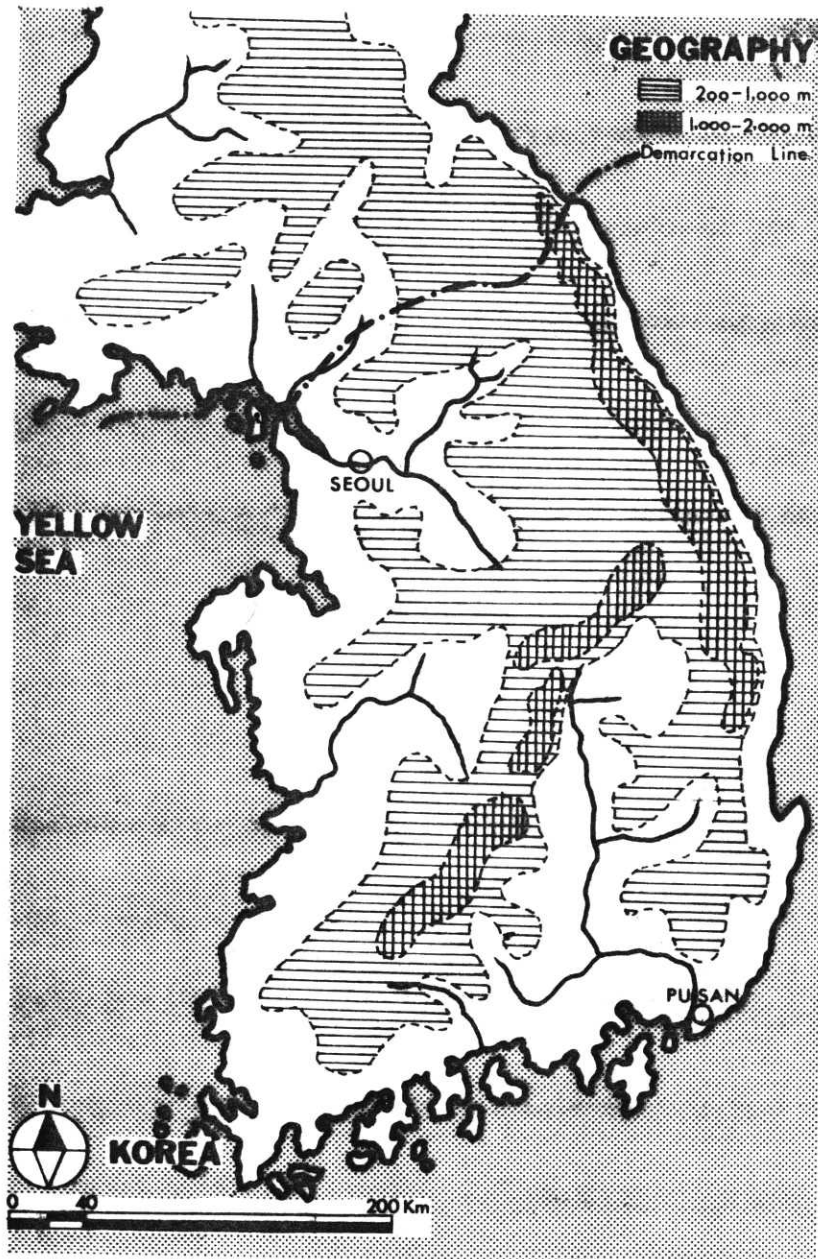 GEOGRAPHY
200-1,000 m
1,000-2,000 m
Demarcation Line
SEOUL
YELLOW
SEA
PUSAN
N
KOREA
0 40 200 Km